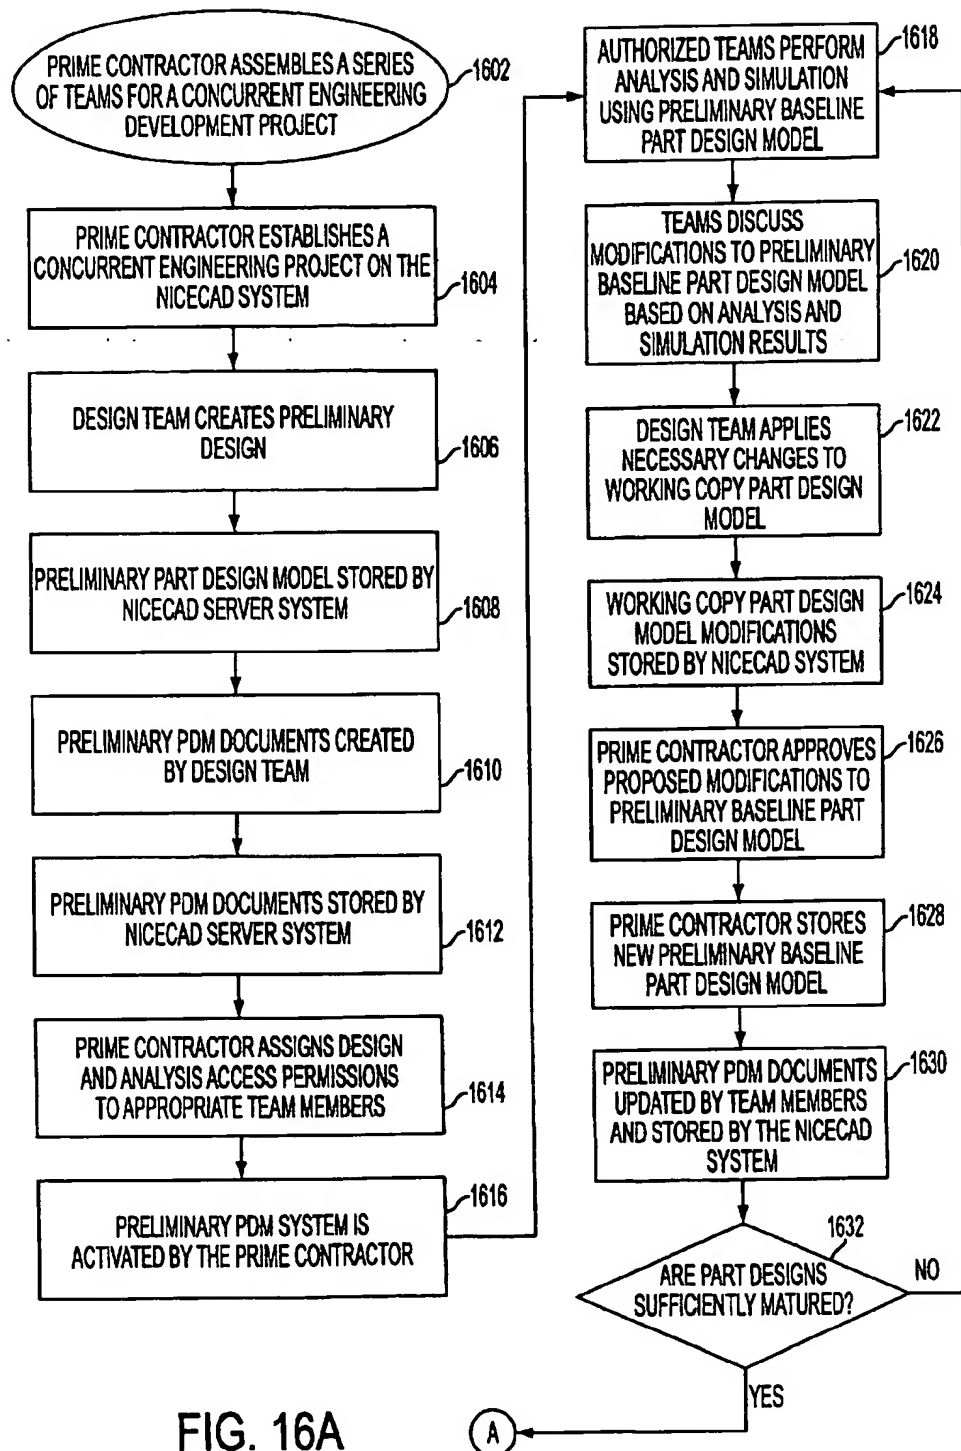 PRIME CONTRACTOR ASSEMBLES A SERIES
OF TEAMS FOR A CONCURRENT ENGINEERING
DEVELOPMENT PROJECT
1602
PRIME CONTRACTOR ESTABLISHES A
CONCURRENT ENGINEERING PROJECT ON THE
NICECAD SYSTEM
1604
DESIGN TEAM CREATES PRELIMINARY
DESIGN
1606
PRELIMINARY PART DESIGN MODEL STORED BY
NICECAD SERVER SYSTEM
1608
PRELIMINARY PDM DOCUMENTS CREATED
BY DESIGN TEAM
1610
PRELIMINARY PDM DOCUMENTS STORED BY
NICECAD SERVER SYSTEM
1612
PRIME CONTRACTOR ASSIGNS DESIGN
AND ANALYSIS ACCESS PERMISSIONS
TO APPROPRIATE TEAM MEMBERS
1614
PRELIMINARY PDM SYSTEM IS
ACTIVATED BY THE PRIME CONTRACTOR
1616
AUTHORIZED TEAMS PERFORM
ANALYSIS AND SIMULATION
USING PRELIMINARY BASELINE
PART DESIGN MODEL
1618
TEAMS DISCUSS
MODIFICATIONS TO PRELIMINARY
BASELINE PART DESIGN MODEL
BASED ON ANALYSIS AND
SIMULATION RESULTS
1620
DESIGN TEAM APPLIES
NECESSARY CHANGES TO
WORKING COPY PART DESIGN
MODEL
1622
WORKING COPY PART DESIGN
MODEL MODIFICATIONS
STORED BY NICECAD SYSTEM
1624
PRIME CONTRACTOR APPROVES
PROPOSED MODIFICATIONS TO
PRELIMINARY BASELINE PART
DESIGN MODEL
1626
PRIME CONTRACTOR STORES
NEW PRELIMINARY BASELINE
PART DESIGN MODEL
1628
PRELIMINARY PDM DOCUMENTS
UPDATED BY TEAM MEMBERS
AND STORED BY THE NICECAD
SYSTEM
1630
ARE PART DESIGNS
SUFFICIENTLY MATURED?
1632
NO
YES
A
FIG. 16A